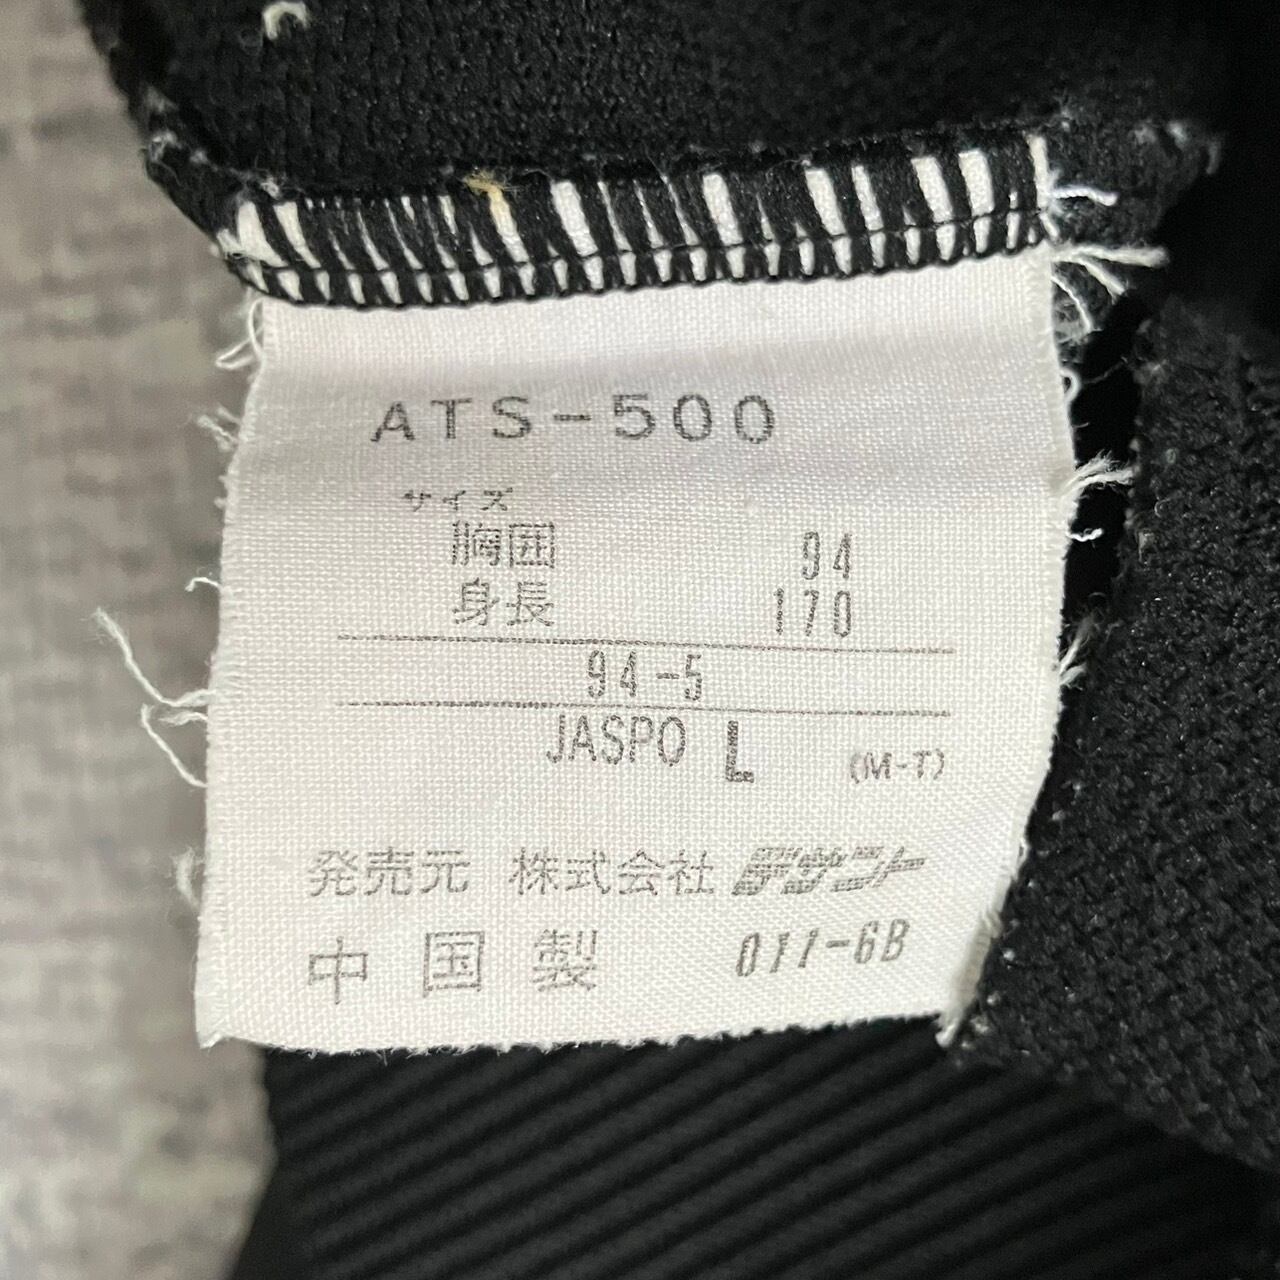 ATS-500
サイズ
胸囲 94
身長 170
94-5
JASPO L (M-T)
発売元 株式会社 デサント
中国製 011-6B